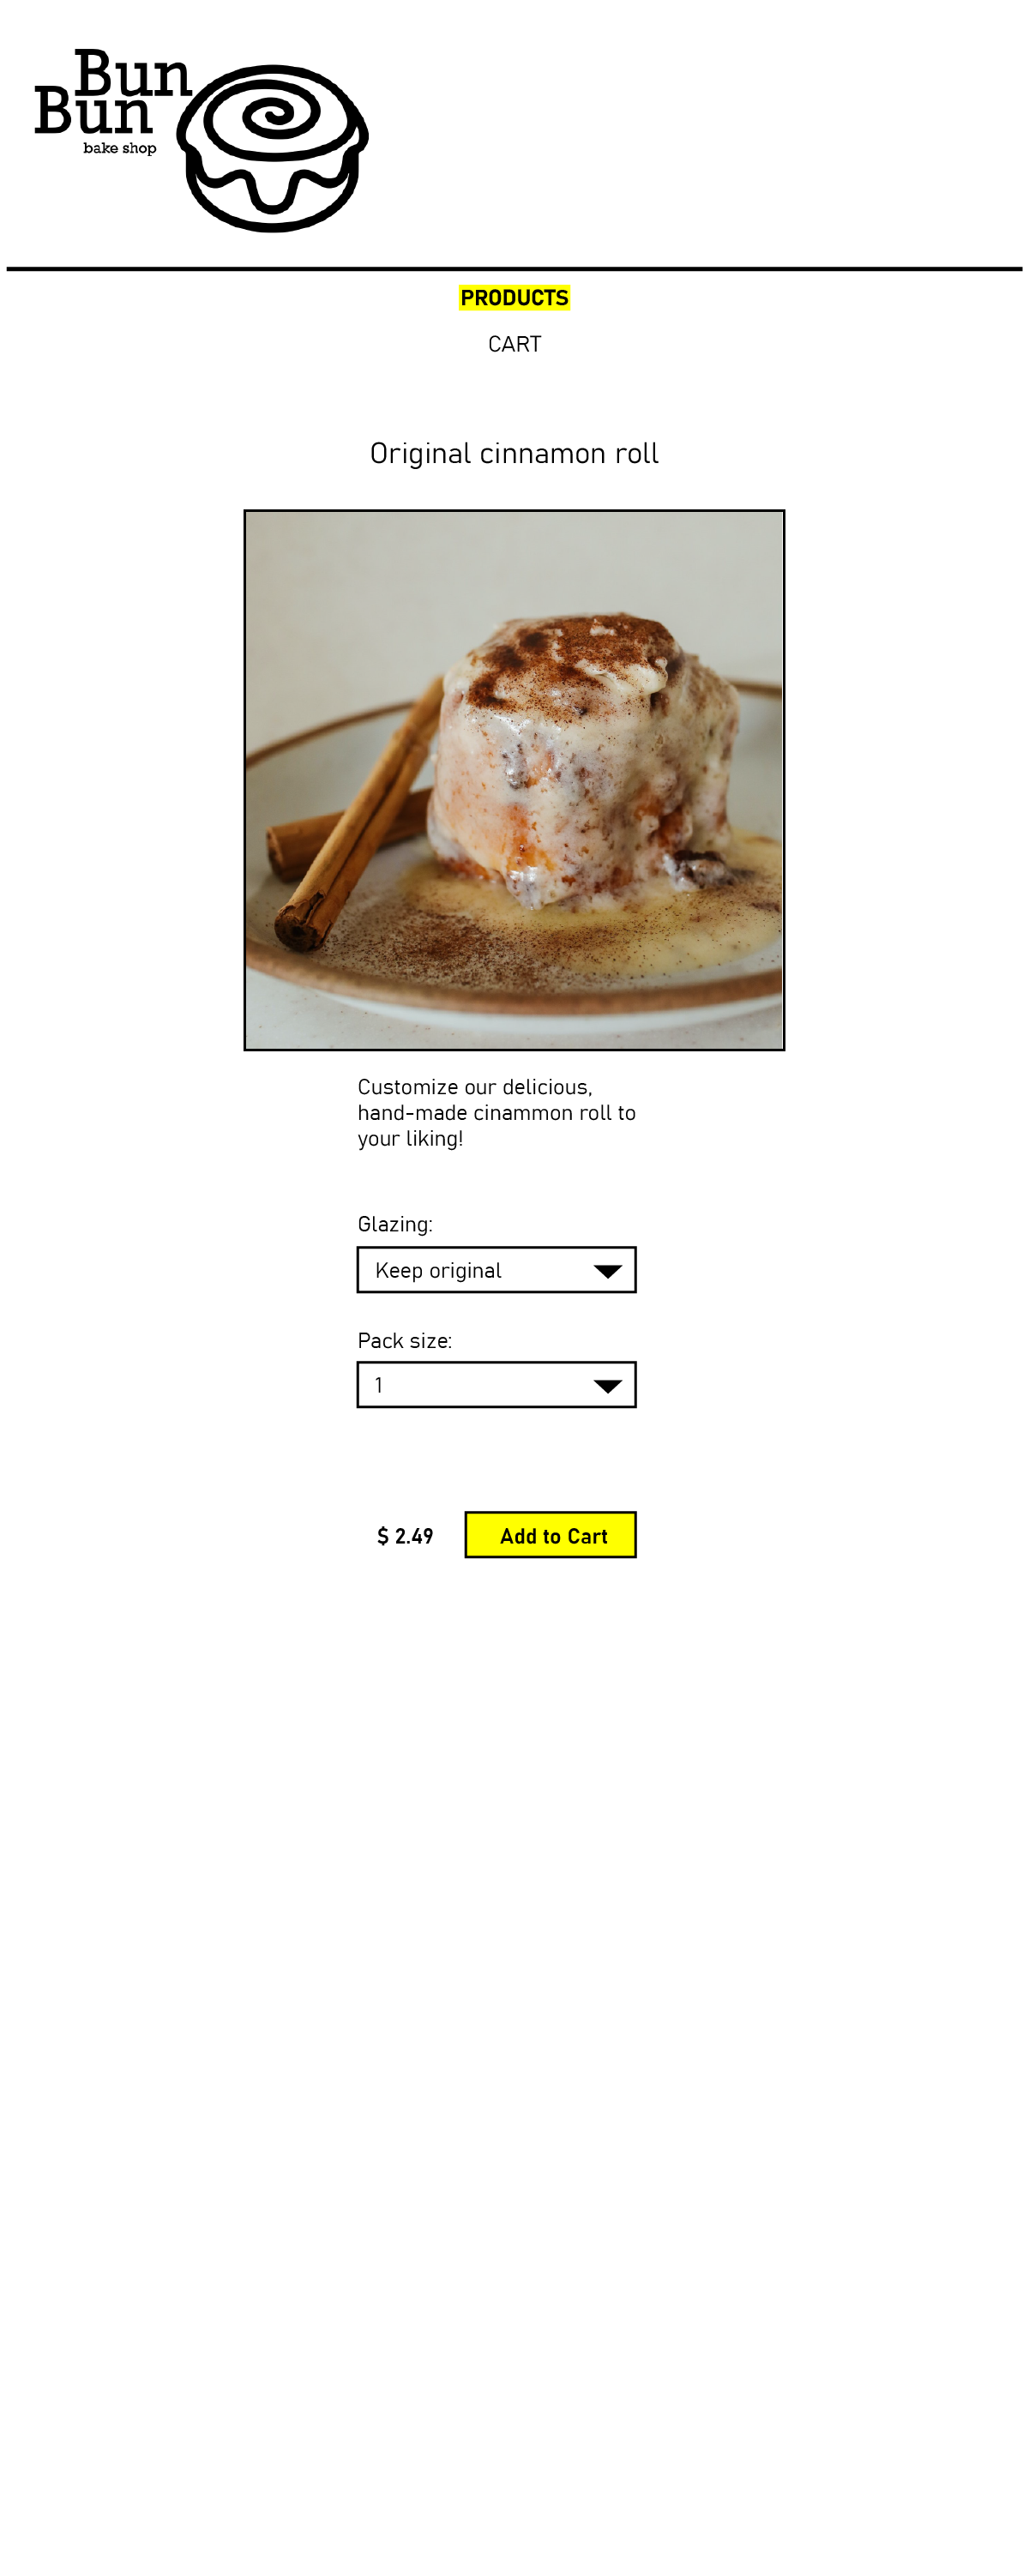 Bun
Bun
bake shop
PRODUCTS
CART
Original cinnamon roll
Customize our delicious,
hand-made cinammon roll to
your liking!
Glazing:
Keep original
Pack size:
1
$ 2.49
Add to Cart